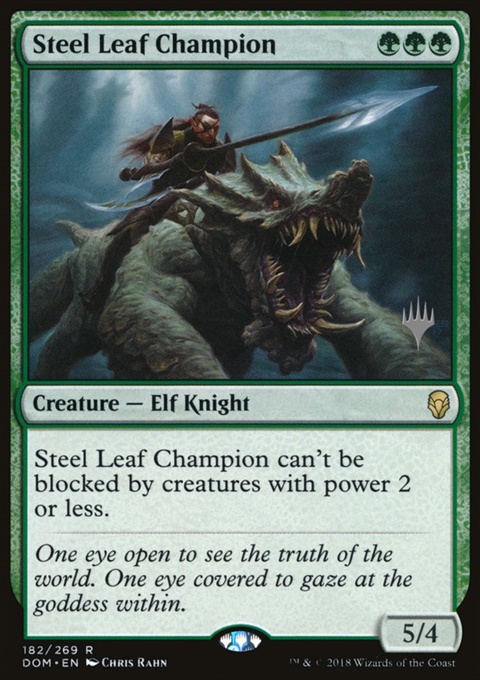 Steel Leaf Champion
Creature — Elf Knight
Steel Leaf Champion can't be
blocked by creatures with power 2
or less.
One eye open to see the truth of the
world. One eye covered to gaze at the
goddess within.
5/4
182/269 R
DOM • EN Chris Rahn
™ & © 2018 Wizards of the Coast